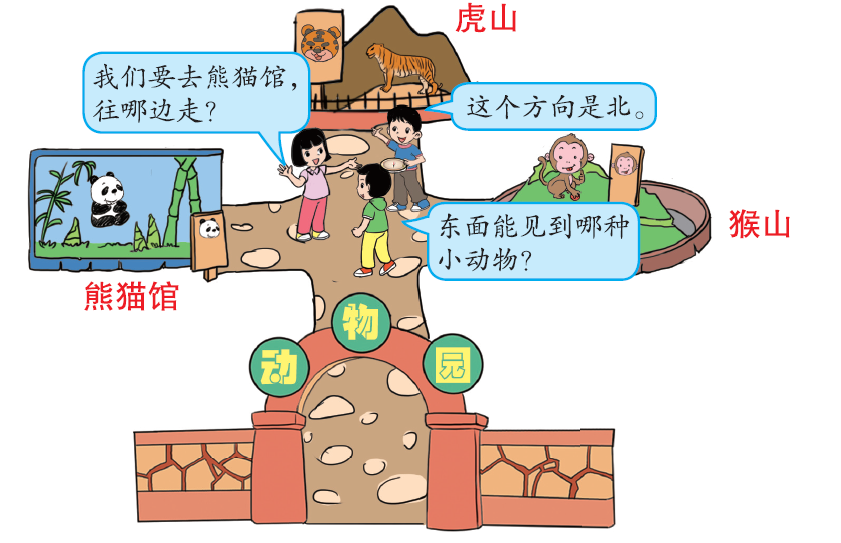 虎山
我们要去熊猫馆，
往哪边走？
这个方向是北。
猴山
东面能见到哪种
小动物？
熊猫馆
动物园